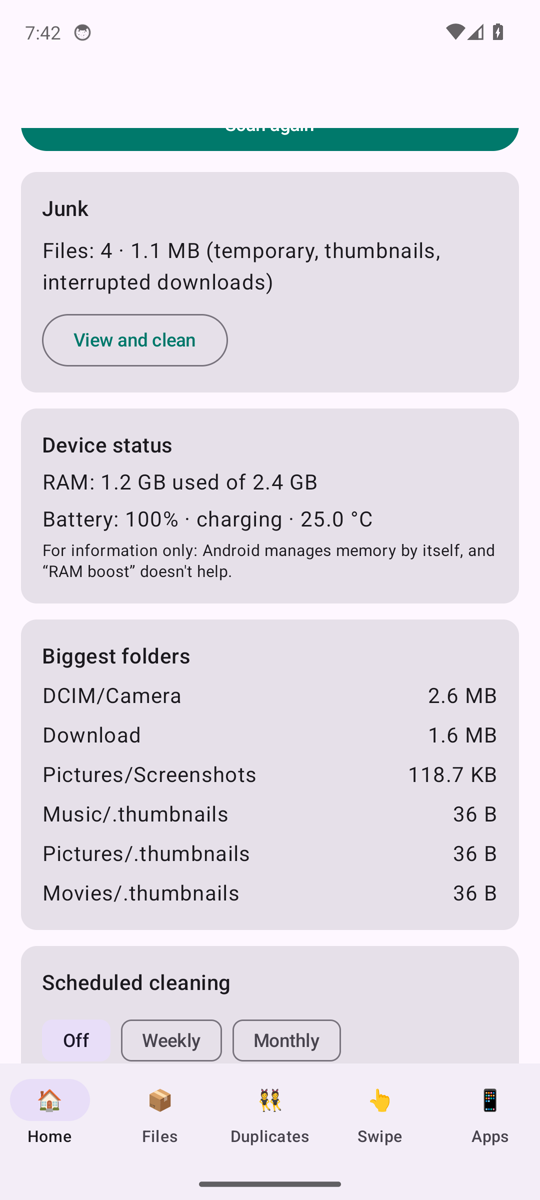 7:42
Scan again
Junk
Files: 4 · 1.1 MB (temporary, thumbnails,
interrupted downloads)
View and clean
Device status
RAM: 1.2 GB used of 2.4 GB
Battery: 100% · charging · 25.0 °C
For information only: Android manages memory by itself, and
“RAM boost” doesn't help.
Biggest folders
DCIM/Camera 2.6 MB
Download 1.6 MB
Pictures/Screenshots 118.7 KB
Music/.thumbnails 36 B
Pictures/.thumbnails 36 B
Movies/.thumbnails 36 B
Scheduled cleaning
Off Weekly Monthly
Home Files Duplicates Swipe Apps